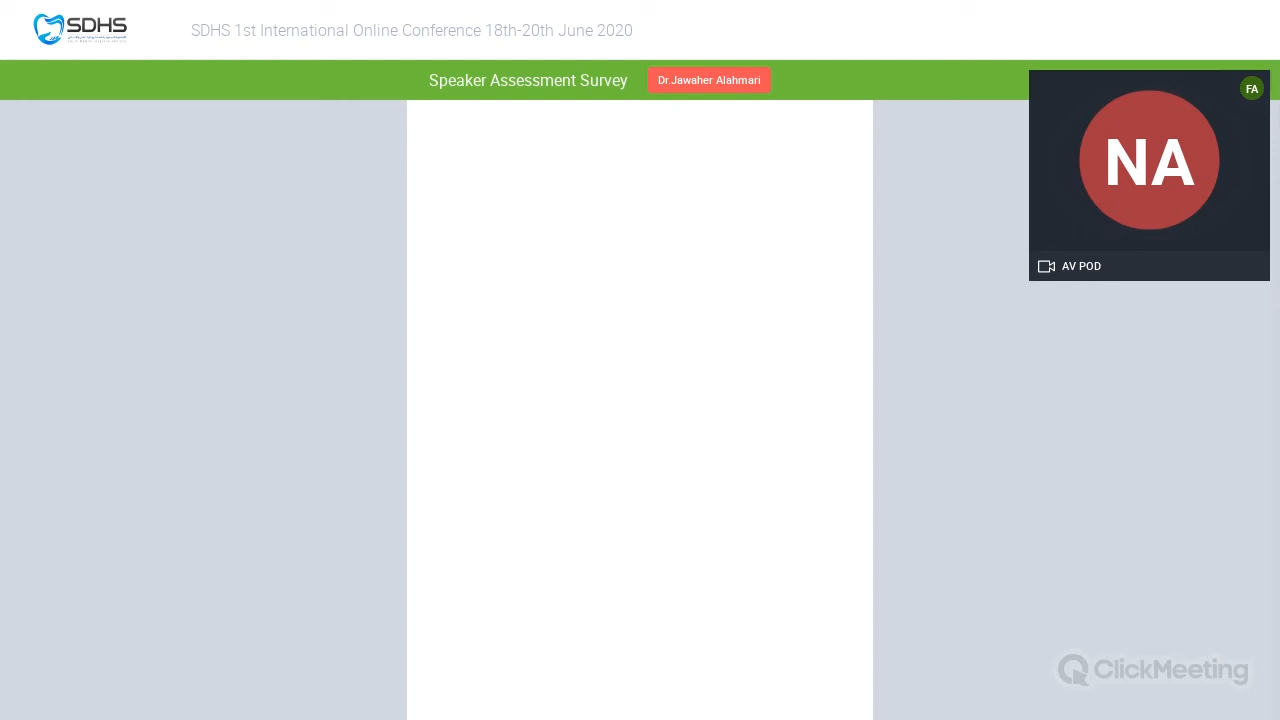 SDHS
SDHS 1st International Online Conference 18th-20th June 2020
Speaker Assessment Survey
Dr.Jawaher Alahmari
FA
NA
AV POD
ClickMeeting